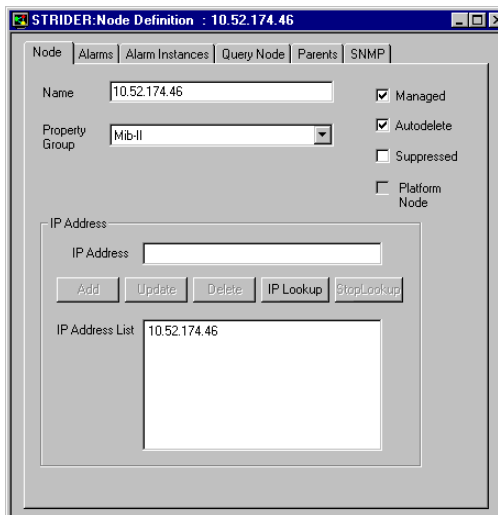 STRIDER:Node Definition : 10.52.174.46
Node Alarms Alarm Instances Query Node Parents SNMP
Name 10.52.174.46 Managed
Property Group Mib-II Autodelete
Suppressed
Platform Node
IP Address
IP Address
Add Update Delete IP Lookup StopLookup
IP Address List 10.52.174.46